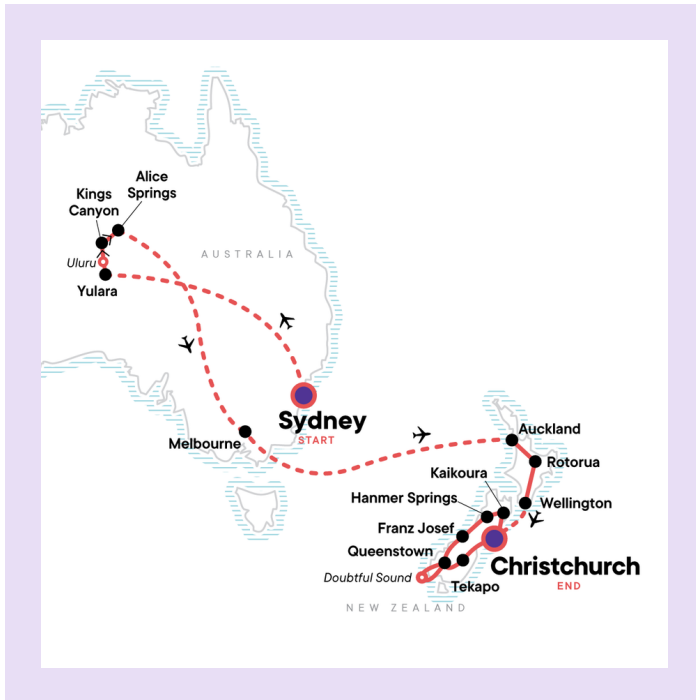 Alice
Springs
Kings
Canyon
AUSTRALIA
Uluru
Yulara
Sydney
START
Melbourne
Auckland
Rotorua
Kaikoura
Hanmer Springs
Wellington
Franz Josef
Queenstown
Christchurch
Doubtful Sound
Tekapo
END
NEW ZEALAND